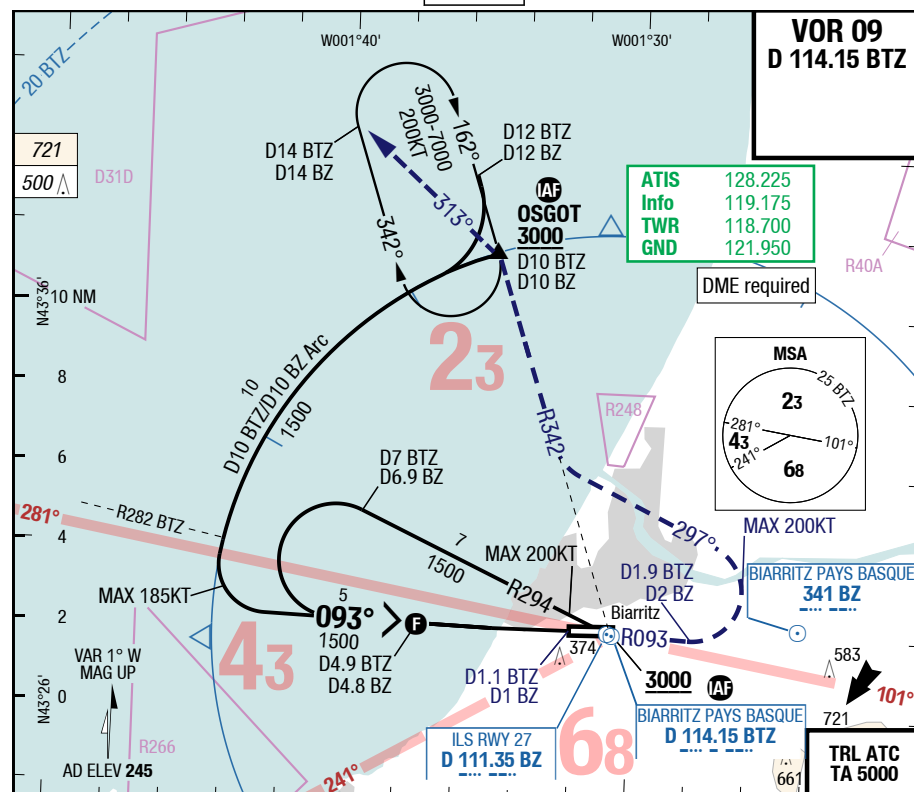 W001°40'
W001°30'
VOR 09
D 114.15 BTZ
20 BTZ
721
500
D31D
D14 BTZ
D14 BZ
3000-7000
200KT
162°
D12 BTZ
D12 BZ
313°
342°
IAF
OSGOT
3000
D10 BTZ
D10 BZ
ATIS 128.225
Info 119.175
TWR 118.700
GND 121.950
R40A
DME required
N43°36'
10 NM
23
MSA
25 BTZ
23
281°
43
241°
101°
68
8
10
D10 BTZ/D10 BZ Arc
1500
R248
R342
6
D7 BTZ
D6.9 BZ
281°
R282 BTZ
4
7
1500
MAX 200KT
R294
297°
MAX 200KT
D1.9 BTZ
D2 BZ
BIARRITZ PAYS BASQUE
341 BZ
MAX 185KT
2
5
093°
1500
F
D4.9 BTZ
D4.8 BZ
Biarritz
R093
374
43
VAR 1° W
MAG UP
N43°26'
0
D1.1 BTZ
D1 BZ
3000
IAF
583
101°
721
BIARRITZ PAYS BASQUE
D 114.15 BTZ
ILS RWY 27
D 111.35 BZ
68
R266
241°
AD ELEV 245
661
TRL ATC
TA 5000